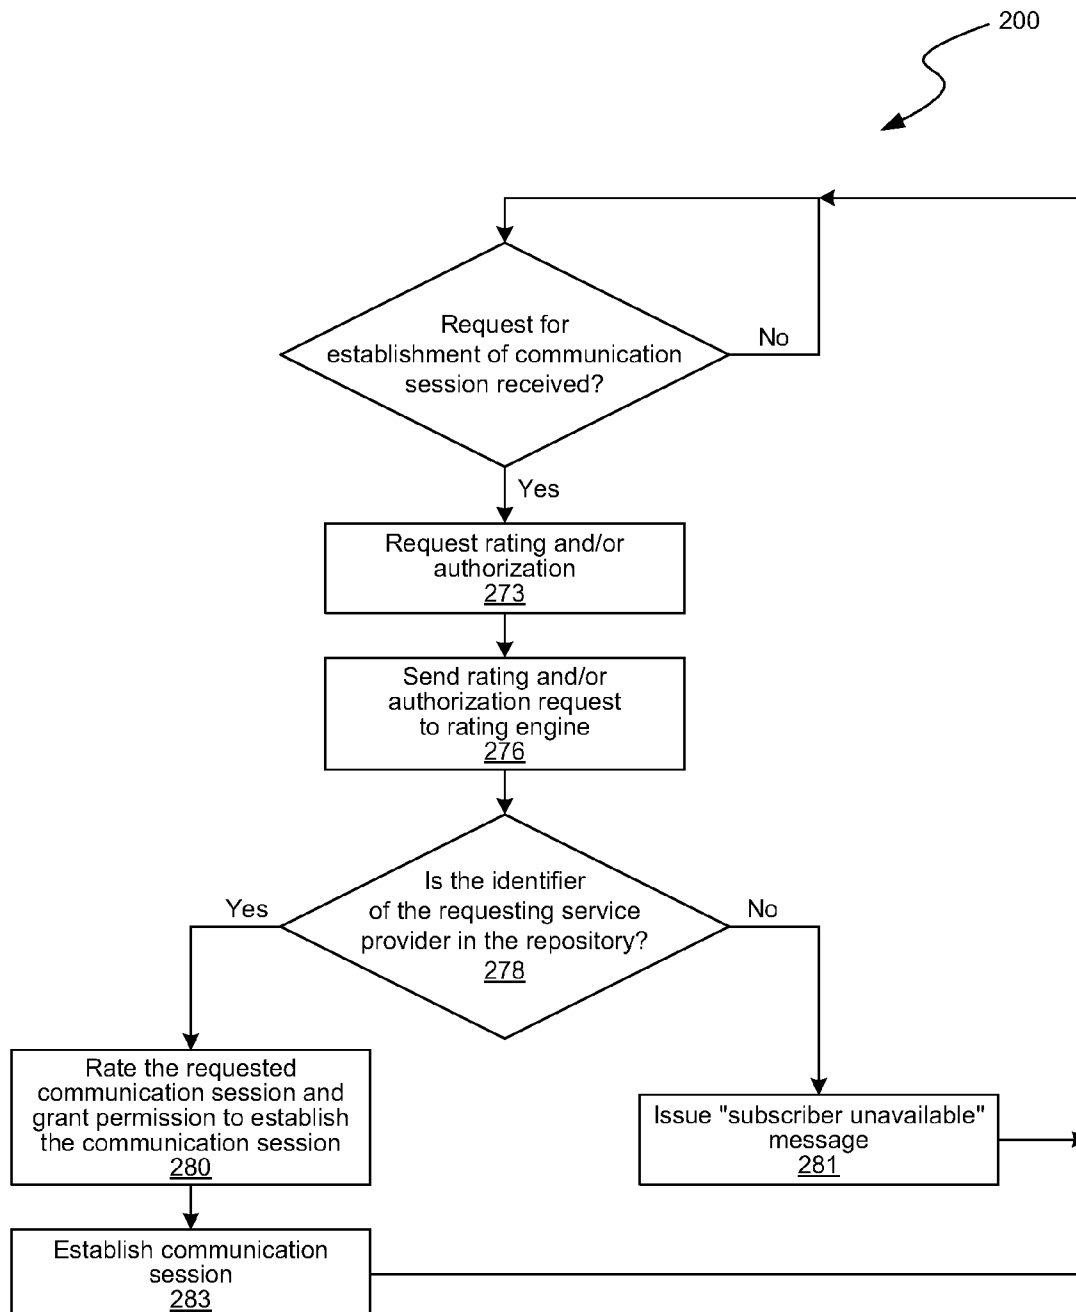 200
Request for
establishment of communication
session received?
No
Yes
Request rating and/or
authorization
273
Send rating and/or
authorization request
to rating engine
276
Is the identifier
of the requesting service
provider in the repository?
278
Yes
No
Rate the requested
communication session and
grant permission to establish
the communication session
280
Issue "subscriber unavailable"
message
281
Establish communication
session
283